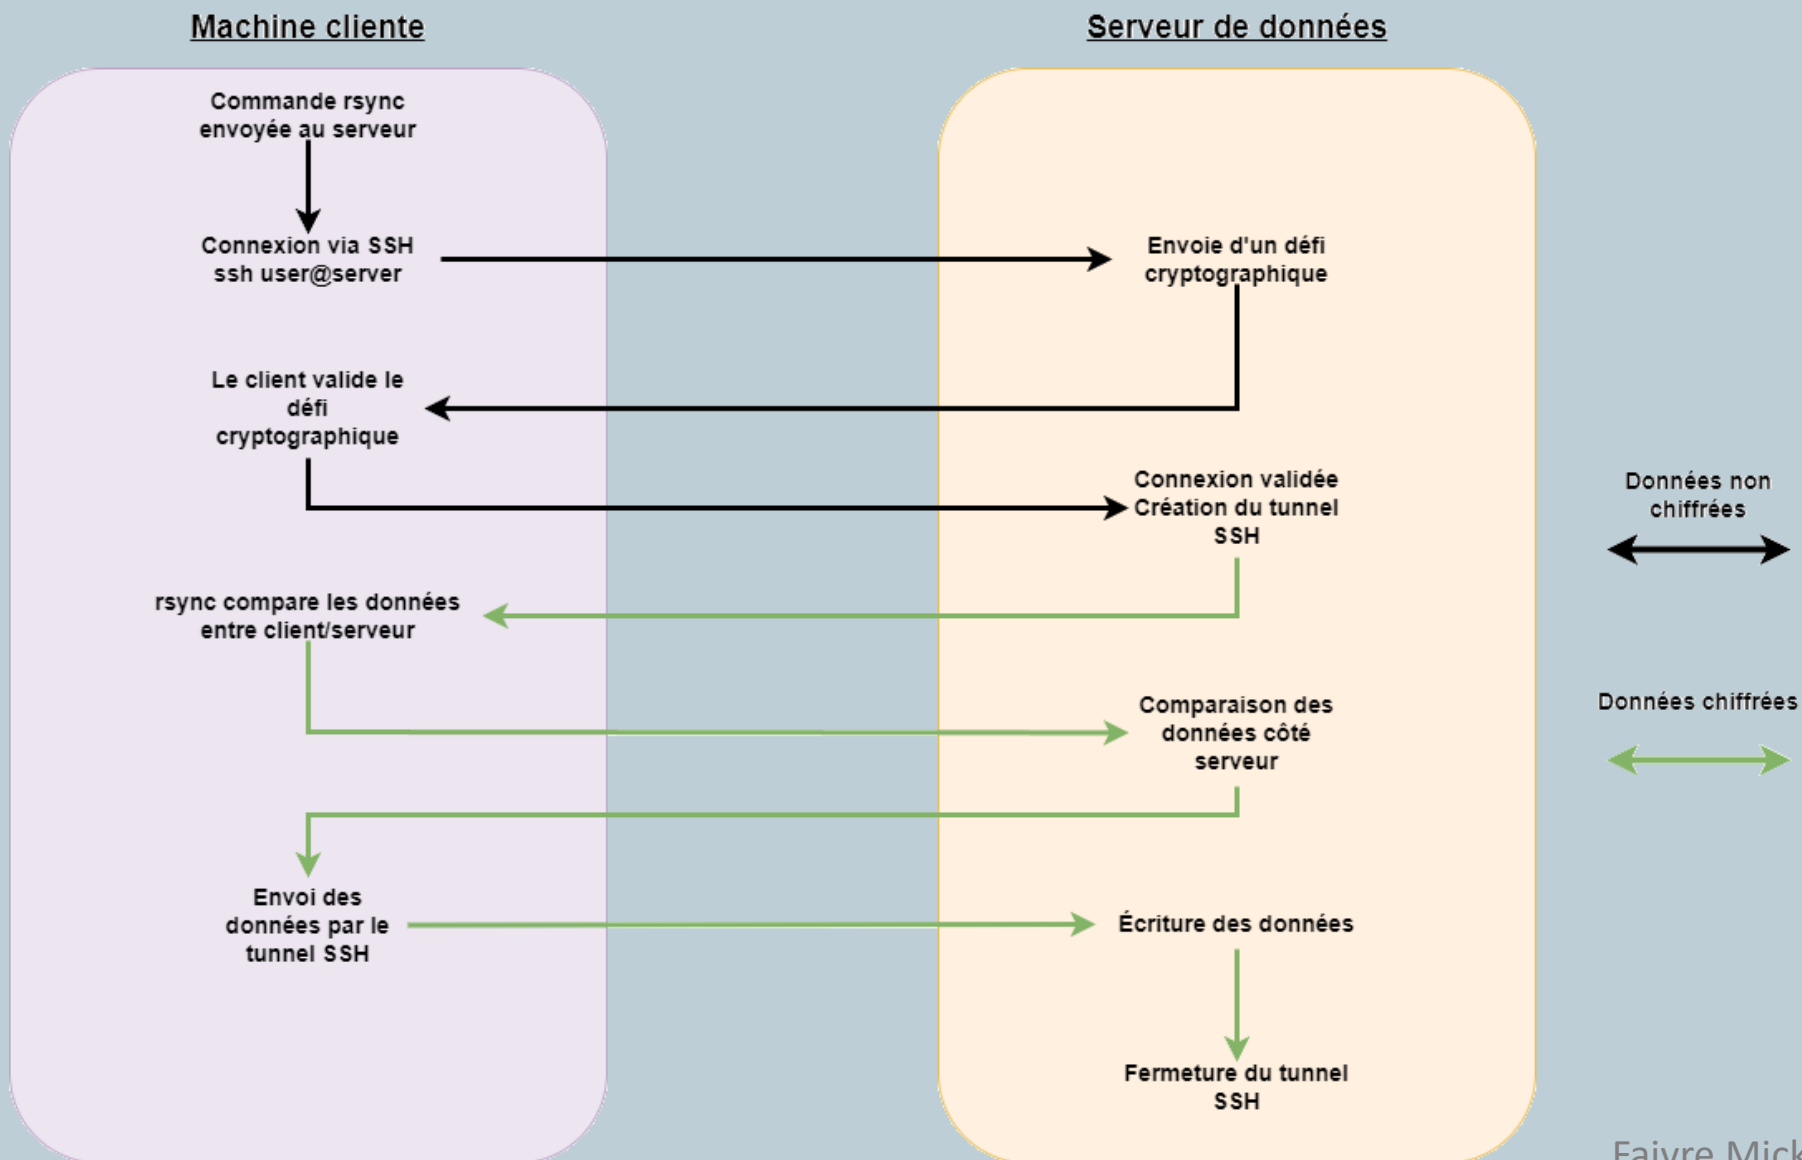 Machine cliente
Serveur de données
Commande rsync
envoyée au serveur
Connexion via SSH
ssh user@server
Envoie d'un défi
cryptographique
Le client valide le
défi
cryptographique
Connexion validée
Création du tunnel
SSH
Données non
chiffrées
rsync compare les données
entre client/serveur
Comparaison des
données côté
serveur
Données chiffrées
Envoi des
données par le
tunnel SSH
Écriture des données
Fermeture du tunnel
SSH
Faivre Mick